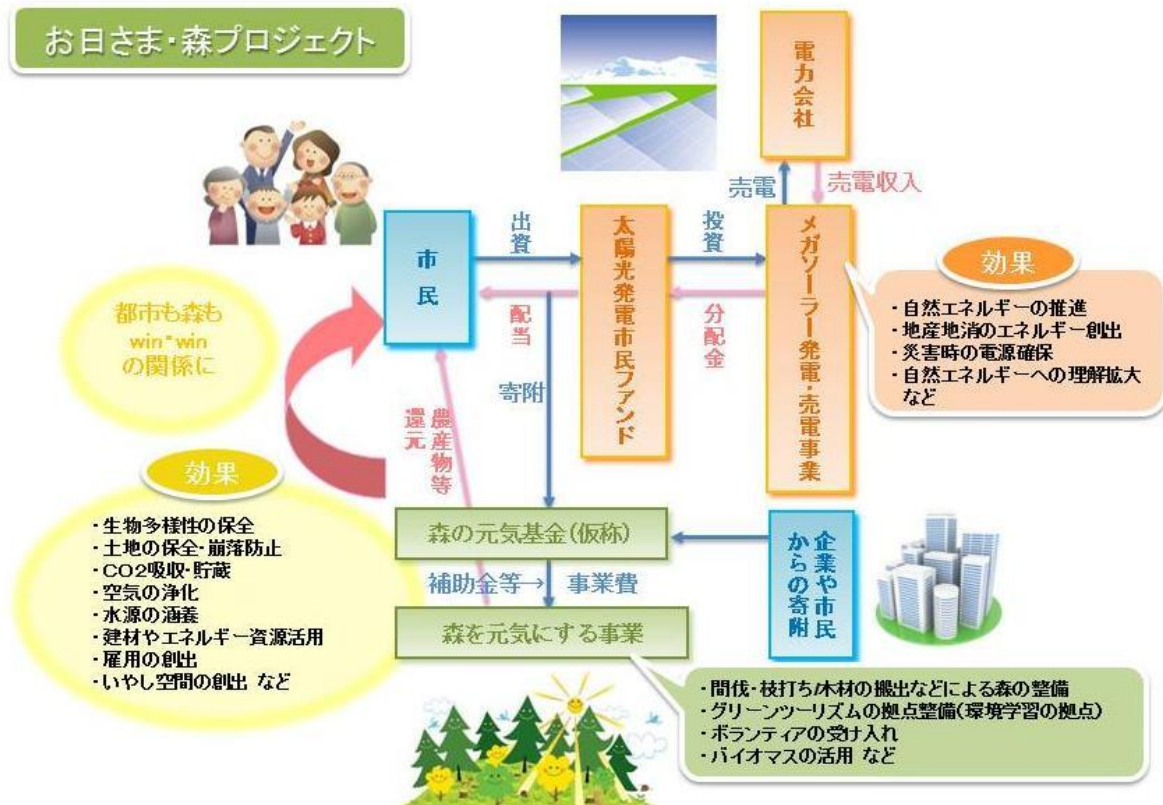 お日さま・森プロジェクト
電力会社
売電
売電収入
市民
出資
太陽光発電市民ファンド
投資
メガソーラー発電・売電事業
配当
分配金
寄附
効果
・自然エネルギーの推進
・地産地消のエネルギー創出
・災害時の電源確保
・自然エネルギーへの理解拡大
など
都市も森も
win・win
の関係に
農産物等
還元
効果
・生物多様性の保全
・土地の保全・崩落防止
・CO2吸収・貯蔵
・空気の浄化
・水源の涵養
・建材やエネルギー資源活用
・雇用の創出
・いやし空間の創出 など
森の元気基金(仮称)
企業や市民
からの寄附
補助金等→
事業費
森を元気にする事業
・間伐・枝打ち/木材の搬出などによる森の整備
・グリーンツーリズムの拠点整備(環境学習の拠点)
・ボランティアの受け入れ
・バイオマスの活用 など